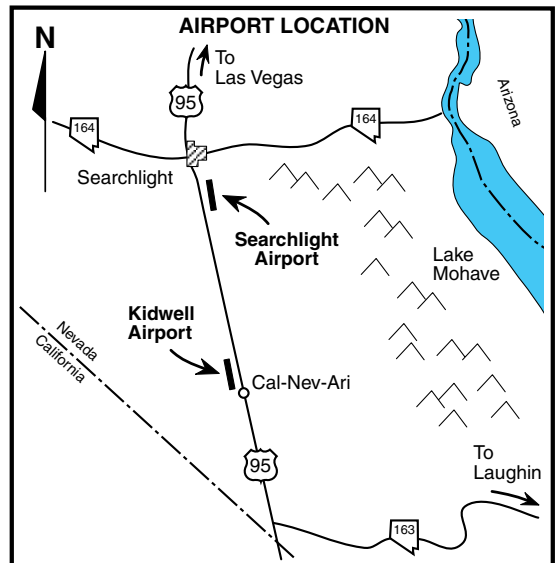 AIRPORT LOCATION
N
To
Las Vegas
95
Arizona
164
164
Searchlight
Searchlight
Airport
Lake
Mohave
Kidwell
Airport
Nevada
California
Cal-Nev-Ari
95
To
Laughin
163